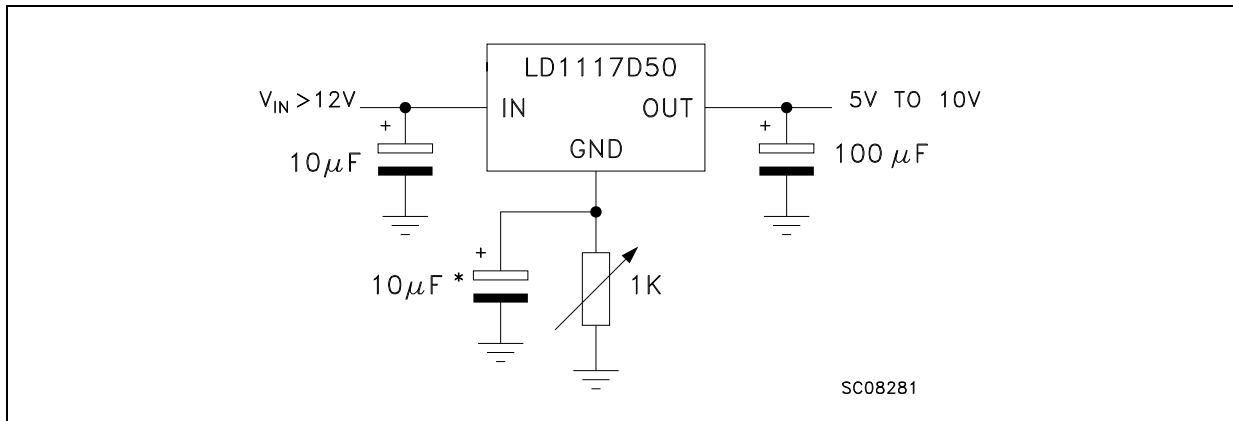 LD1117D50
V_IN >12V
IN
OUT
5V TO 10V
+
+
10μF
GND
100 μF
+
10μF *
1K
SC08281